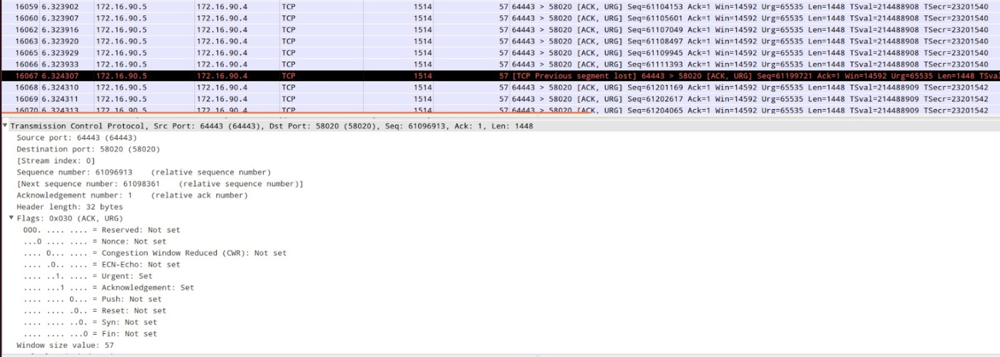 16059 6.323902 172.16.90.5 172.16.90.4 TCP 1514 57 64443 > 58020 [ACK, URG] Seq=61104153 Ack=1 Win=14592 Urg=65535 Len=1448 TSval=214488908 TSecr=23201540
16060 6.323907 172.16.90.5 172.16.90.4 TCP 1514 57 64443 > 58020 [ACK, URG] Seq=61105601 Ack=1 Win=14592 Urg=65535 Len=1448 TSval=214488908 TSecr=23201540
16062 6.323916 172.16.90.5 172.16.90.4 TCP 1514 57 64443 > 58020 [ACK, URG] Seq=61107049 Ack=1 Win=14592 Urg=65535 Len=1448 TSval=214488908 TSecr=23201540
16063 6.323920 172.16.90.5 172.16.90.4 TCP 1514 57 64443 > 58020 [ACK, URG] Seq=61108497 Ack=1 Win=14592 Urg=65535 Len=1448 TSval=214488908 TSecr=23201540
16065 6.323929 172.16.90.5 172.16.90.4 TCP 1514 57 64443 > 58020 [ACK, URG] Seq=61109945 Ack=1 Win=14592 Urg=65535 Len=1448 TSval=214488908 TSecr=23201540
16066 6.323933 172.16.90.5 172.16.90.4 TCP 1514 57 64443 > 58020 [ACK, URG] Seq=61111393 Ack=1 Win=14592 Urg=65535 Len=1448 TSval=214488908 TSecr=23201540
16067 6.324307 172.16.90.5 172.16.90.4 TCP 1514 57 [TCP Previous segment lost] 64443 > 58020 [ACK, URG] Seq=61199721 Ack=1 Win=14592 Urg=65535 Len=1448 TSval
16068 6.324310 172.16.90.5 172.16.90.4 TCP 1514 57 64443 > 58020 [ACK, URG] Seq=61201169 Ack=1 Win=14592 Urg=65535 Len=1448 TSval=214488909 TSecr=23201542
16069 6.324311 172.16.90.5 172.16.90.4 TCP 1514 57 64443 > 58020 [ACK, URG] Seq=61202617 Ack=1 Win=14592 Urg=65535 Len=1448 TSval=214488909 TSecr=23201542
16070 6.324313 172.16.90.5 172.16.90.4 TCP 1514 57 64443 > 58020 [ACK, URG] Seq=61204065 Ack=1 Win=14592 Urg=65535 Len=1448 TSval=214488909 TSecr=23201542
Transmission Control Protocol, Src Port: 64443 (64443), Dst Port: 58020 (58020), Seq: 61096913, Ack: 1, Len: 1448
Source port: 64443 (64443)
Destination port: 58020 (58020)
[Stream index: 0]
Sequence number: 61096913 (relative sequence number)
[Next sequence number: 61098361 (relative sequence number)]
Acknowledgement number: 1 (relative ack number)
Header length: 32 bytes
Flags: 0x030 (ACK, URG)
000. .... .... = Reserved: Not set
...0 .... .... = Nonce: Not set
.... 0... .... = Congestion Window Reduced (CWR): Not set
.... .0.. .... = ECN-Echo: Not set
.... ..1. .... = Urgent: Set
.... ...1 .... = Acknowledgement: Set
.... .... 0... = Push: Not set
.... .... .0.. = Reset: Not set
.... .... ..0. = Syn: Not set
.... .... ...0 = Fin: Not set
Window size value: 57